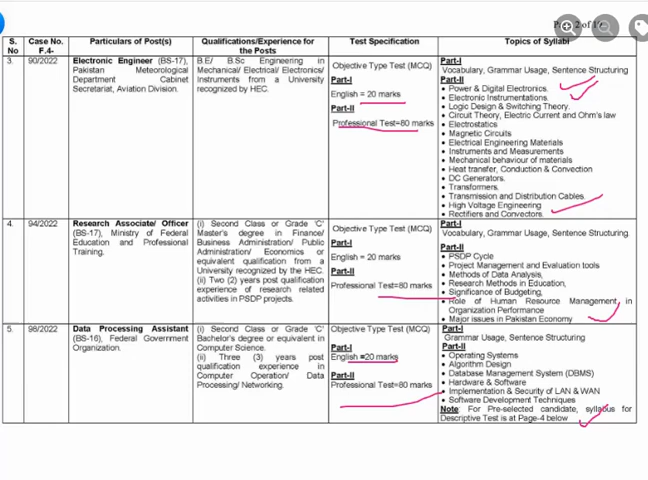 Page 2 of 19
S. No
Case No. F.4-
Particulars of Post(s)
Qualifications/Experience for the Posts
Test Specification
Topics of Syllabi
3.
90/2022
Electronic Engineer (BS-17),
Pakistan Meteorological
Department Cabinet
Secretariat, Aviation Division.
B.E/ B.Sc Engineering in
Mechanical/ Electrical/ Electronics/
Instruments from a University
recognized by HEC.
Objective Type Test (MCQ)
Part-I
English = 20 marks
Part-II
Professional Test=80 marks
Part-I
Vocabulary, Grammar Usage, Sentence Structuring
Part-II
• Power & Digital Electronics.
• Electronic Instrumentations.
• Logic Design & Switching Theory.
• Circuit Theory, Electric Current and Ohm's law
• Electrostatics
• Magnetic Circuits
• Electrical Engineering Materials
• Instruments and Measurements
• Mechanical behaviour of materials
• Heat transfer, Conduction & Convection
• DC Generators.
• Transformers.
• Transmission and Distribution Cables.
• High Voltage Engineering
• Rectifiers and Convectors.
4.
94/2022
Research Associate/ Officer
(BS-17), Ministry of Federal
Education and Professional
Training.
(i) Second Class or Grade 'C'
Master's degree in Finance/
Business Administration/ Public
Administration/ Economics or
equivalent qualification from a
University recognized by the HEC.
(ii) Two (2) years post qualification
experience of research related
activities in PSDP projects.
Objective Type Test (MCQ)
Part-I
English = 20 marks
Part-II
Professional Test=80 marks
Part-I
Vocabulary, Grammar Usage, Sentence Structuring.
Part-II
• PSDP Cycle
• Project Management and Evaluation tools
• Methods of Data Analysis,
• Research Methods in Education,
• Significance of Budgeting,
• Role of Human Resource Management in
Organization Performance
• Major issues in Pakistan Economy
5.
98/2022
Data Processing Assistant
(BS-16), Federal Government
Organization.
(i) Second Class or Grade 'C'
Bachelor's degree or equivalent in
Computer Science.
(ii) Three (3) years post
qualification experience in
Computer Operation/ Data
Processing/ Networking.
Objective Type Test (MCQ)
Part-I
English =20 marks
Part-II
Professional Test=80 marks
Part-I
Grammar Usage, Sentence Structuring
Part-II
• Operating Systems
• Algorithm Design
• Database Management System (DBMS)
• Hardware & Software
• Implementation & Security of LAN & WAN
• Software Development Techniques
Note: For Pre-selected candidate, syllabus for
Descriptive Test is at Page-4 below